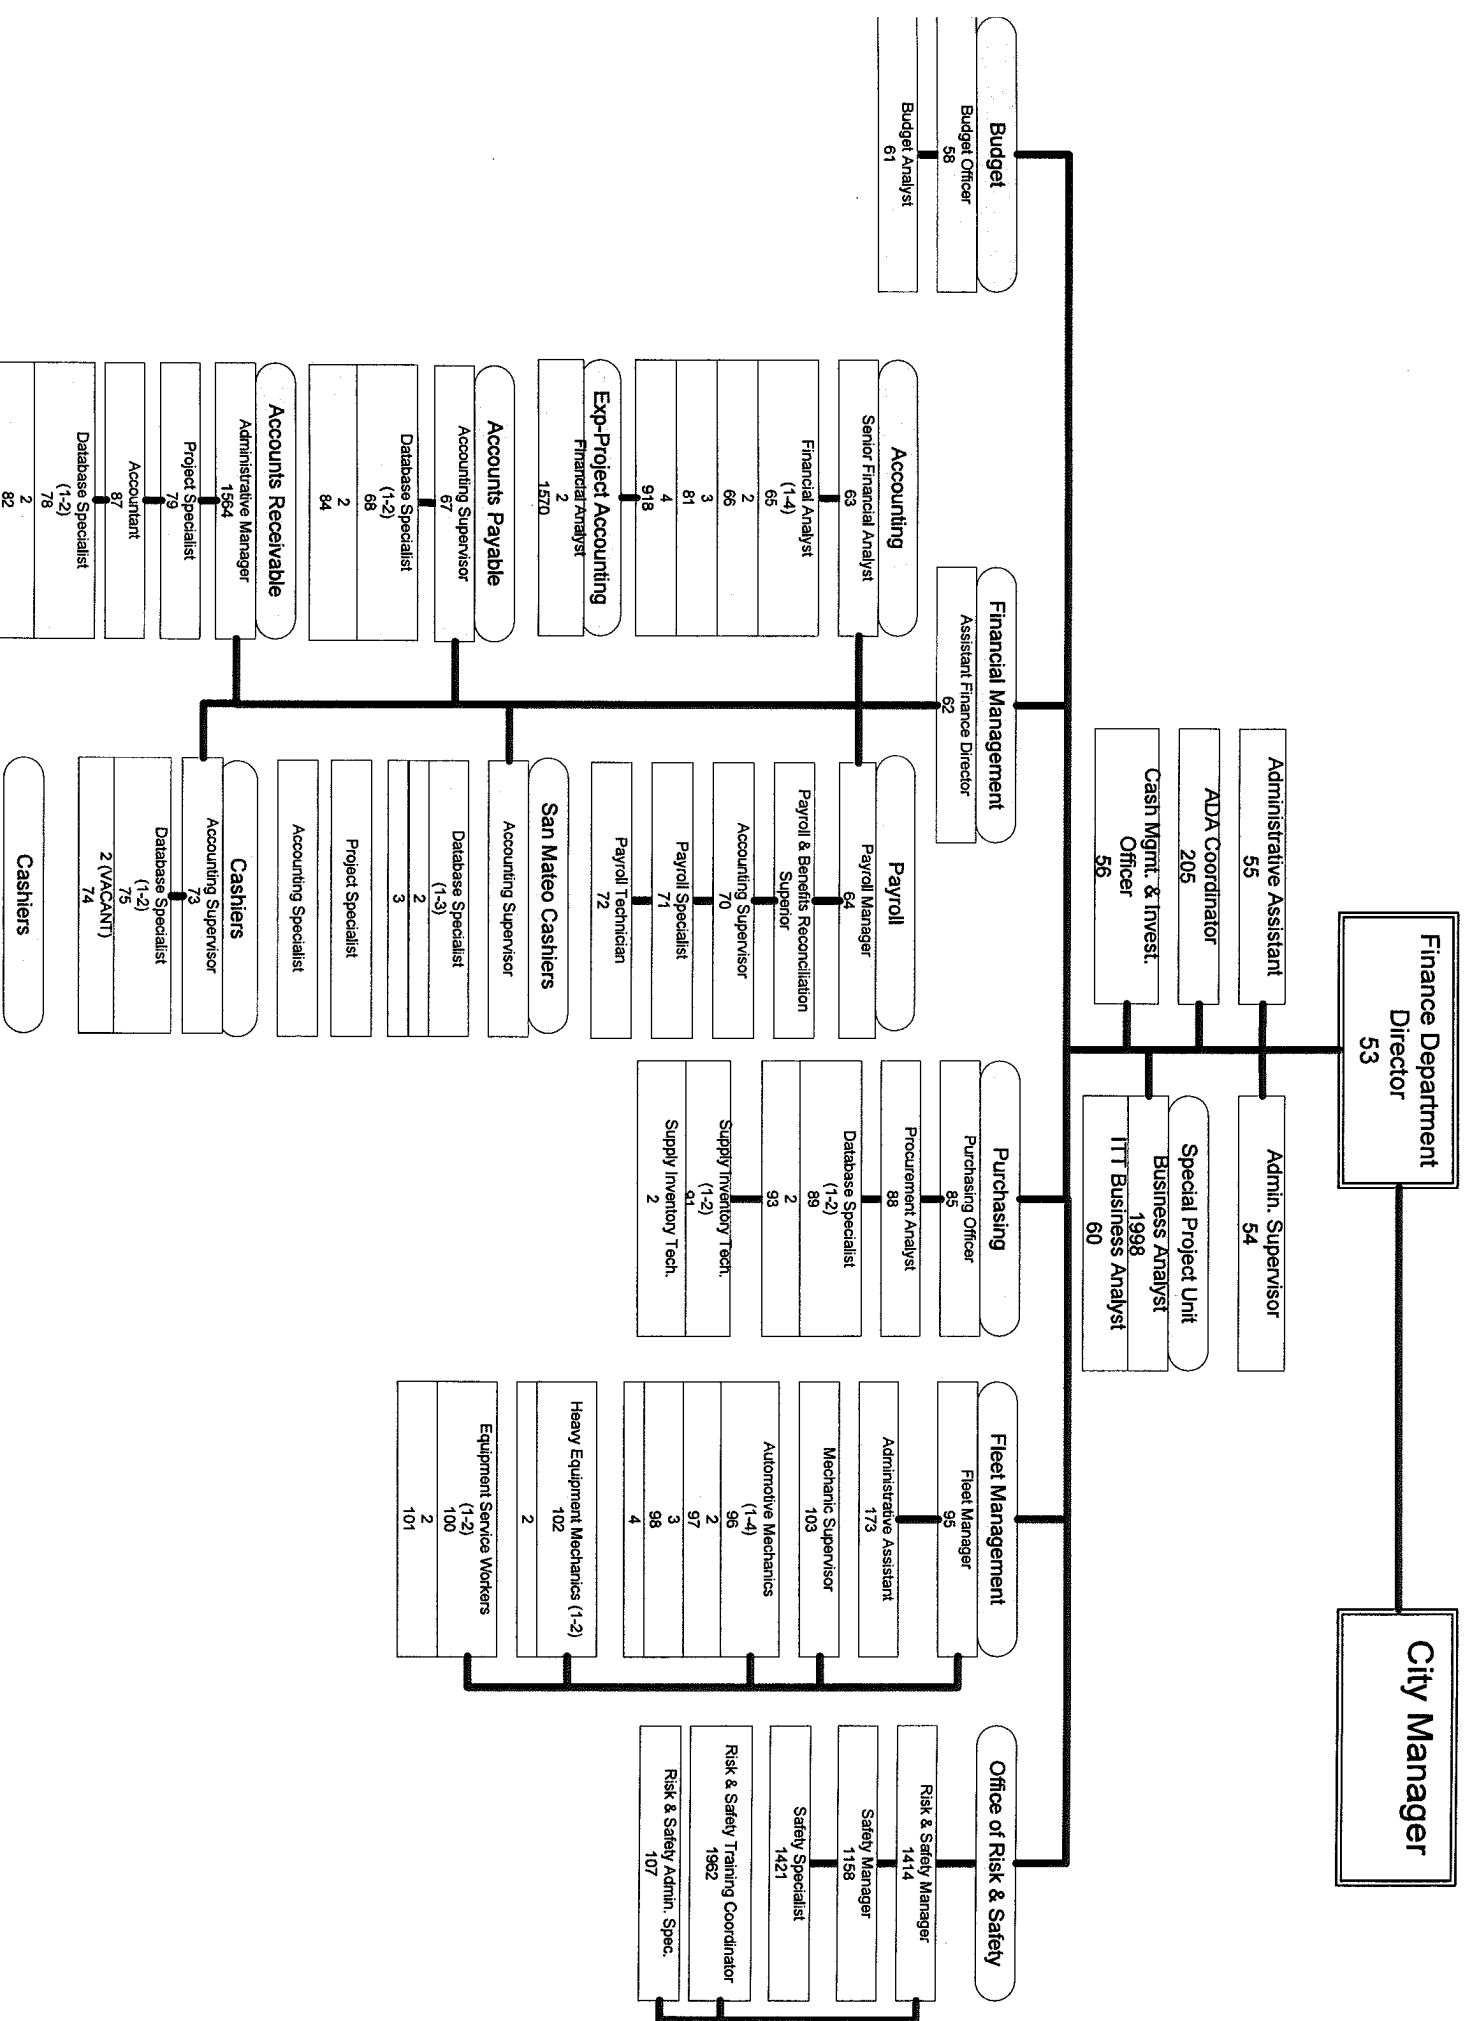 City Manager
Finance Department
Director
53
Administrative Assistant
55
Admin. Supervisor
54
ADA Coordinator
205
Cash Mgmt. & Invest.
Officer
56
Special Project Unit
Business Analyst
1998
ITT Business Analyst
60
Budget
Budget Officer
58
Budget Analyst
61
Financial Management
Assistant Finance Director
62
Accounting
Senior Financial Analyst
63
Financial Analyst
(1-4)
65
2
66
3
81
4
918
Exp-Project Accounting
Financial Analyst
2
1570
Accounts Payable
Accounting Supervisor
67
Database Specialist
(1-2)
68
2
84
Accounts Receivable
Administrative Manager
1564
Project Specialist
79
Accountant
87
Database Specialist
(1-2)
78
2
82
Payroll
Payroll Manager
64
Payroll & Benefits Reconciliation
Superior
Accounting Supervisor
70
Payroll Specialist
71
Payroll Technician
72
San Mateo Cashiers
Accounting Supervisor
Database Specialist
(1-3)
2
3
Project Specialist
Accounting Specialist
Cashiers
Accounting Supervisor
73
Database Specialist
(1-2)
75
2 (VACANT)
74
Cashiers
Purchasing
Purchasing Officer
85
Procurement Analyst
88
Database Specialist
(1-2)
89
2
93
Supply Inventory Tech.
(1-2)
91
Supply Inventory Tech.
2
Fleet Management
Fleet Manager
95
Administrative Assistant
173
Mechanic Supervisor
103
Automotive Mechanics
(1-4)
96
2
97
3
98
4
Heavy Equipment Mechanics (1-2)
102
2
Equipment Service Workers
(1-2)
100
2
101
Office of Risk & Safety
Risk & Safety Manager
1414
Safety Manager
1158
Safety Specialist
1421
Risk & Safety Training Coordinator
1962
Risk & Safety Admin. Spec.
107